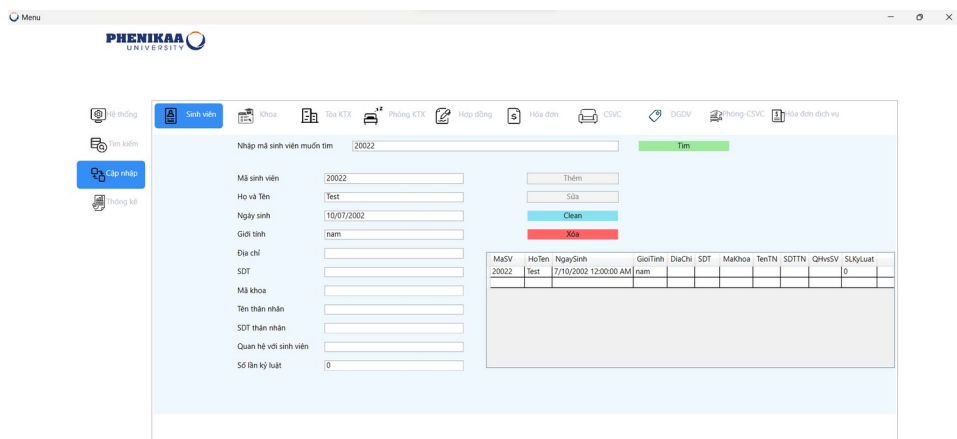 Menu
PHENIKAA
UNIVERSITY
Hệ thống
Sinh viên Khoa Tòa KTX Phòng KTX Hợp đồng Hóa đơn CSVC DGDV Phòng-CSVC Hóa đơn dich vu
Tìm kiếm
Nhập mã sinh viên muốn tìm 20022 Tìm
Cập nhập
Mã sinh viên 20022 Thêm
Thống kê
Họ và Tên Test Sửa
Ngày sinh 10/07/2002 Clean
Giới tính nam Xóa
Địa chỉ
MaSV HoTen NgaySinh GioiTinh DiaChi SDT MaKhoa TenTN SDTTN QHvsSV SLKyLuat
SDT
20022 Test 7/10/2002 12:00:00 AM nam 0
Mã khoa
Tên thân nhân
SDT thân nhân
Quan hệ với sinh viên
Số lần kỷ luật 0